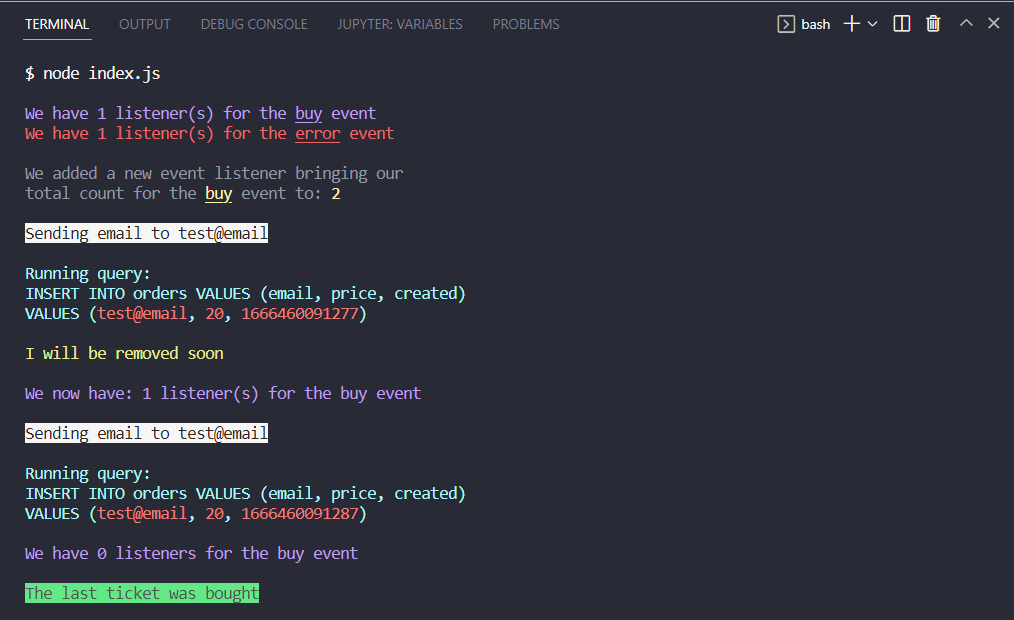 TERMINAL OUTPUT DEBUG CONSOLE JUPYTER: VARIABLES PROBLEMS bash
$ node index.js
We have 1 listener(s) for the buy event
We have 1 listener(s) for the error event
We added a new event listener bringing our
total count for the buy event to: 2
Sending email to test@email
Running query:
INSERT INTO orders VALUES (email, price, created)
VALUES (test@email, 20, 1666460091277)
I will be removed soon
We now have: 1 listener(s) for the buy event
Sending email to test@email
Running query:
INSERT INTO orders VALUES (email, price, created)
VALUES (test@email, 20, 1666460091287)
We have 0 listeners for the buy event
The last ticket was bought